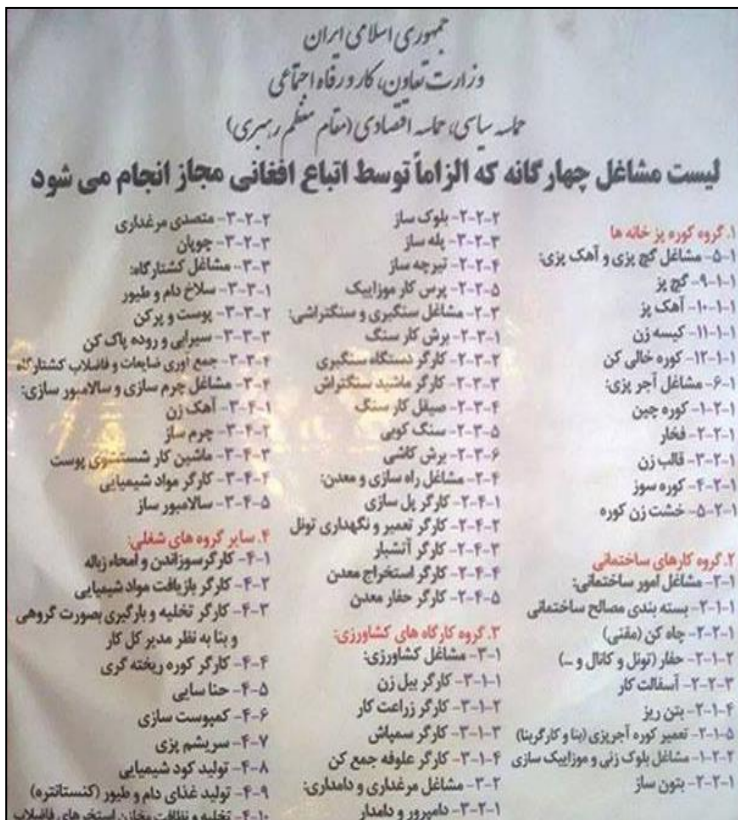 جمهوری اسلامی ایران
وزارت تعاون، کار و رفاه اجتماعی
حماسه سیاسی، حماسه اقتصادی (مقام معظم رهبری)
لیست مشاغل چهارگانه که الزاماً توسط اتباع افغانی مجاز انجام می شود
۱. گروه کوره پز خانه ها
۱-۵- مشاغل گچ پزی و آهک پزی:
۱-۱-۹- گچ پز
۱-۱-۱۰- آهک پز
۱-۱-۱۱- کیسه زن
۱-۱-۱۲- کوره خالی کن
۱-۶- مشاغل آجر پزی:
۱-۲-۱- کوره چین
۱-۲-۲- فخار
۱-۲-۳- قالب زن
۱-۲-۴- کوره سوز
۱-۲-۵- خشت زن کوره
۲. گروه کارهای ساختمانی
۲-۱- مشاغل امور ساختمانی:
۲-۱-۱- بسته بندی مصالح ساختمانی
۱-۲-۲- چاه کن (مقنی)
۲-۱-۲- حفار (تونل و کانال و ...)
۳-۲-۲- آسفالت کار
۲-۱-۴- بتن ریز
۲-۱-۵- تعمیر کوره آجرپزی (بنا و کارگربنا)
۱-۲-۲- مشاغل بلوک زنی و موزاییک سازی
۲-۲-۱- بتون ساز
۲-۲-۲- بلوک ساز
۲-۲-۳- پله ساز
۲-۲-۴- تیرچه ساز
۲-۲-۵- پرس کار موزاییک
۲-۳- مشاغل سنگبری و سنگتراشی:
۲-۳-۱- برش کار سنگ
۲-۳-۲- کارگر دستگاه سنگبری
۲-۳-۳- کارگر ماشید سنگتراش
۲-۳-۴- صیقل کار سنگ
۲-۳-۵- سنگ کوبی
۲-۳-۶- برش کاشی
۲-۴- مشاغل راه سازی و معدن:
۲-۴-۱- کارگر پل سازی
۲-۴-۲- کارگر تعمیر و نگهداری تونل
۲-۴-۳- کارگر آتشبار
۲-۴-۴- کارگر استخراج معدن
۲-۴-۵- کارگر حفار معدن
۳. گروه کارگاه های کشاورزی:
۳-۱- مشاغل کشاورزی:
۳-۱-۱- کارگر بیل زن
۳-۱-۲- کارگر زراعت کار
۳-۱-۳- کارگر سمپاش
۳-۱-۴- کارگر علوفه جمع کن
۳-۲- مشاغل مرغداری و دامداری:
۳-۲-۱- دامپرور و دامدار
۳-۲-۲- متصدی مرغداری
۳-۲-۳- چوپان
۳-۳- مشاغل کشتارگاه:
۳-۳-۱- سلاخ دام و طیور
۳-۳-۲- پوست و پرکن
۳-۳-۳- سیرابی و روده پاک کن
۳-۳-۴- جمع آوری ضایعات و فاضلاب کشتارگاه
۳-۴- مشاغل چرم سازی و سالامبور سازی:
۳-۴-۱- آهک زن
۳-۴-۲- چرم ساز
۳-۴-۳- ماشین کار شستشوی پوست
۳-۴-۴- کارگر مواد شیمیایی
۳-۴-۵- سالامبور ساز
۴. سایر گروه های شغلی:
۴-۱- کارگر سوزاندن و امحاء زباله
۴-۲- کارگر بازیافت مواد شیمیایی
۴-۳- کارگر تخلیه و بارگیری بصورت گروهی
و بنا به نظر مدیر کل کار
۴-۴- کارگر کوره ریخته گری
۴-۵- حنا سایی
۴-۶- کمپوست سازی
۴-۷- سریشم پزی
۴-۸- تولید کود شیمیایی
۴-۹- تولید غذای دام و طیور (کنستانتره)
۴-۱۰- تخلیه و نظافت مخازن استخرهای فاضلاب